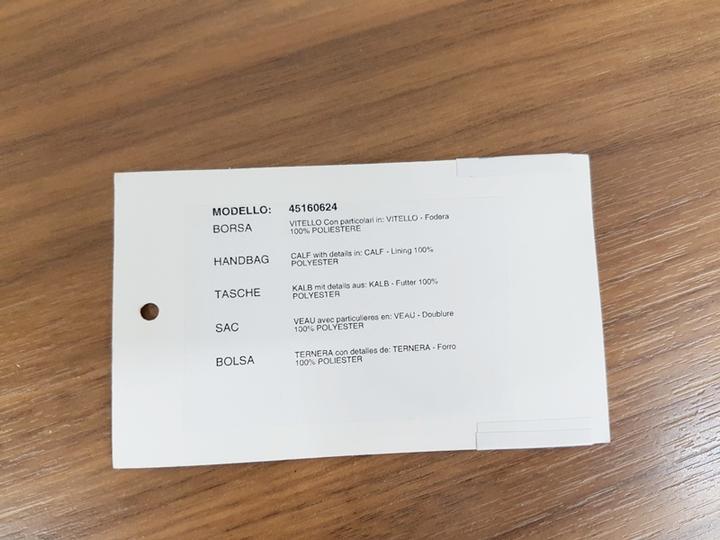 MODELLO: 45160624
BORSA VITELLO Con particolari in: VITELLO - Fodera
100% POLIESTERE
HANDBAG CALF with details in: CALF - Lining 100%
POLYESTER
TASCHE KALB mit details aus: KALB - Futter 100%
POLYESTER
SAC VEAU avec particulieres en: VEAU - Doublure
100% POLYESTER
BOLSA TERNERA con detalles de: TERNERA - Forro
100% POLIESTER